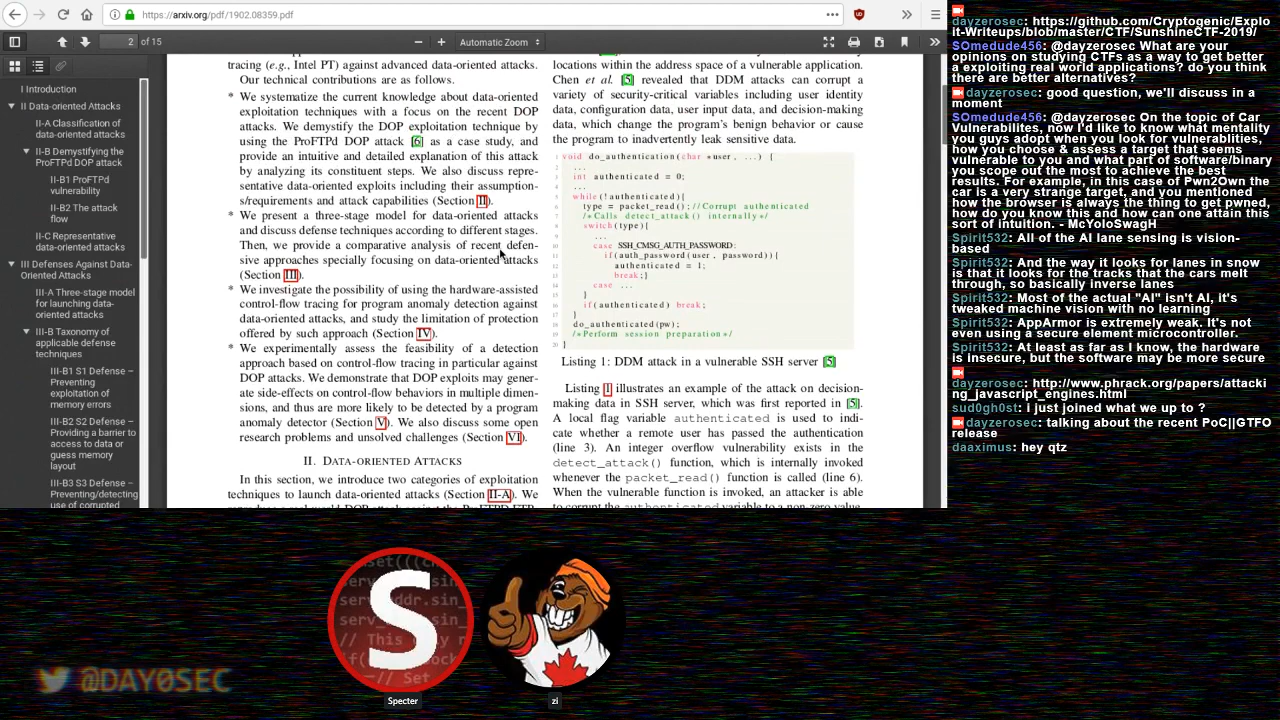 https://arxiv.org/pdf/1902.08359.pdf
2 of 15
Automatic Zoom
I Introduction
II Data-oriented Attacks
II-A Classification of
data-oriented attacks
II-B Demystifying the
ProFTPd DOP attack
II-B1 ProFTPd
vulnerability
II-B2 The attack
flow
II-C Representative
data-oriented attacks
III Defenses Against Data-
Oriented Attacks
III-A Three-stage model
for launching data-
oriented attacks
III-B Taxonomy of
applicable defense
techniques
III-B1 S1 Defense –
Preventing
exploitation of
memory errors
III-B2 S2 Defense –
Providing a barrier to
access to data or
guess memory
layout
III-B3 S3 Defense –
Preventing/detecting
use of corrupted
tracing (e.g., Intel PT) against advanced data-oriented attacks.
Our technical contributions are as follows.
* We systematize the current knowledge about data-oriented
exploitation techniques with a focus on the recent DOP
attacks. We demystify the DOP exploitation technique by
using the ProFTPd DOP attack [6] as a case study, and
provide an intuitive and detailed explanation of this attack
by analyzing its constituent steps. We also discuss repre-
sentative data-oriented exploits including their assumption-
s/requirements and attack capabilities (Section II).
* We present a three-stage model for data-oriented attacks
and discuss defense techniques according to different stages.
Then, we provide a comparative analysis of recent defen-
sive approaches specially focusing on data-oriented attacks
(Section III).
* We investigate the possibility of using the hardware-assisted
control-flow tracing for program anomaly detection against
data-oriented attacks, and study the limitation of protection
offered by such approach (Section IV).
* We experimentally assess the feasibility of a detection
approach based on control-flow tracing in particular against
DOP attacks. We demonstrate that DOP exploits may gener-
ate side-effects on control-flow behaviors in multiple dimen-
sions, and thus are more likely to be detected by a program
anomaly detector (Section V). We also discuss some open
research problems and unsolved challenges (Section VI).
II. DATA-ORIENTED ATTACKS
In this section, we introduce two categories of exploitation
techniques to launch data-oriented attacks (Section II-A). We
locations within the address space of a vulnerable application.
Chen et al. [5] revealed that DDM attacks can corrupt a
variety of security-critical variables including user identity
data, configuration data, user input data, and decision-making
data, which change the program's benign behavior or cause
the program to inadvertently leak sensitive data.
1 void do_authentication(char *user, ...) {
2 ...
3 int authenticated = 0;
4 ...
5 while(!authenticated){
6 type = packet_read(); //Corrupt authenticated
7 /*Calls detect_attack() internally*/
8 switch(type){
9 ...
10 case SSH_CMSG_AUTH_PASSWORD:
11 if(auth_password(user, password)){
12 authenticated = 1;
13 break;}
14 case ...
15 }
16 if(authenticated) break;
17 }
18 do_authenticated(pw);
19 /*Perform session preparation*/
20 }
Listing 1: DDM attack in a vulnerable SSH server [5]
Listing 1 illustrates an example of the attack on decision-
making data in SSH server, which was first reported in [5].
A local flag variable authenticated is used to indi-
cate whether a remote user has passed the authentication
(line 3). An integer overflow vulnerability exists in the
detect_attack() function, which is internally invoked
whenever the packet_read() function is called (line 6).
When the vulnerable function is invoked, an attacker is able
to corrupt the authenticated variable to a non-zero value,
dayzerosec: https://github.com/Cryptogenic/Explo
it-Writeups/blob/master/CTF/SunshineCTF-2019/
SOmedude456: @dayzerosec What are your
opinions on studying CTFs as a way to get better
a exploiting real world applications? do you think
there are better alternatives?
dayzerosec: good question, we'll discuss in a
moment
SOmedude456: @dayzerosec on the topic of Car
Vulnerabilites, now I'd like to know what mentality
you guys adopt when you look for vulnerabilities,
how you choose & assess a target that seems
vulnerable to you and what part of software/binary
you scope out the most to achieve the best
results. For example, in this case of Pwn2Own the
car is a very strange target, and you mentioned
how the browser is always the thing to get pwned,
how do you know this and how can we attain this
sort of intuition. - McYoloSwagH
Spirit532: All of the AI lane sensing is vision-
based
Spirit532: And the way it looks for lanes in
snow is that it looks for the tracks that cars melt
through, so basically inverse lanes
Spirit532: Most of the actual "AI" isn't AI, it's
tweaked machine vision with no learning
Spirit532: AppArmor is extremely weak. It's not
even using a secure element microcontroller.
Spirit532: At least as far as I know, the hardware
is insecure, but the software may be more secure
dayzerosec: http://www.phrack.org/papers/attacki
ng_javascript_engines.html
sud0gh0st: i just joined what we up to ?
dayzerosec: talking about the recent PoC||GTFO
release
daaximus: hey qtz
S
@DAY0SEC
Specter
zi